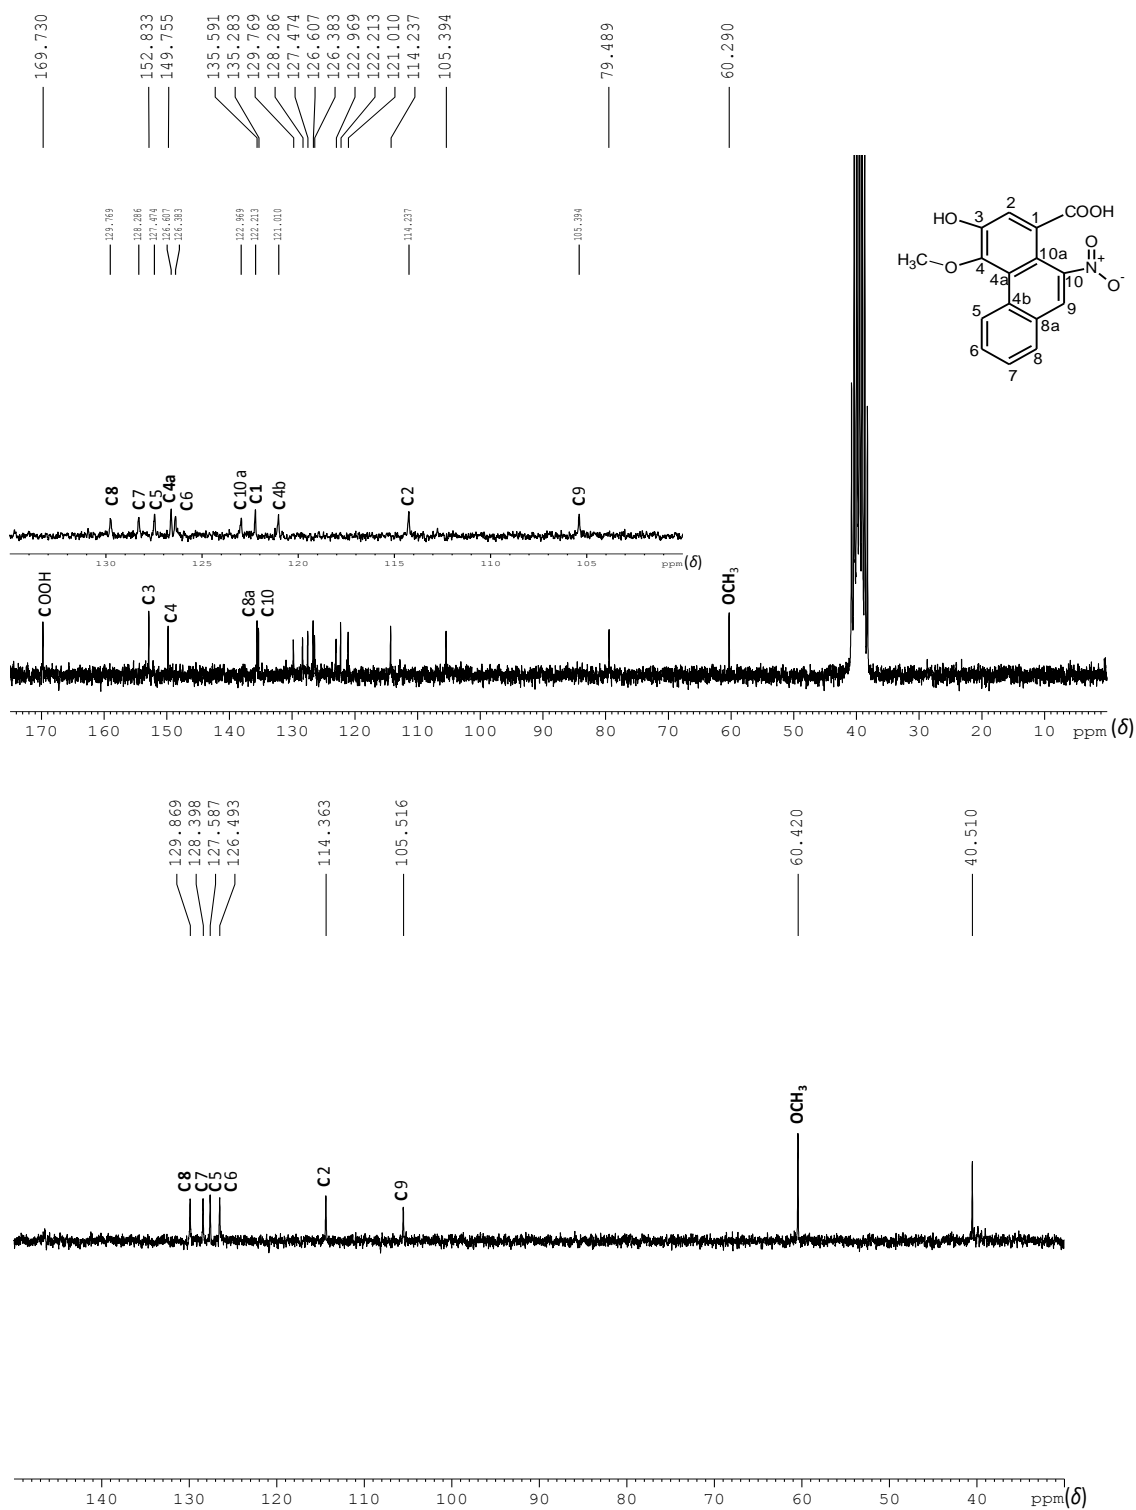 169.730
152.833
149.755
135.591
135.283
129.769
128.286
127.474
126.607
126.383
122.969
122.213
121.010
114.237
105.394
79.489
60.290
129.769
128.286
127.474
126.607
126.383
122.969
122.213
121.010
114.237
105.394
HO
3
2
1
COOH
10a
O
N+
O-
H3C
O
4
4a
10
4b
9
5
8a
6
8
7
C8
C7
C5
C4a
C6
C10a
C1
C4b
C2
C9
130 125 120 115 110 105 ppm (δ)
COOH
C3
C4
C8a
C10
OCH3
170 160 150 140 130 120 110 100 90 80 70 60 50 40 30 20 10 ppm (δ)
129.869
128.398
127.587
126.493
114.363
105.516
60.420
40.510
C8
C7
C5
C6
C2
C9
OCH3
140 130 120 110 100 90 80 70 60 50 40 ppm(δ)